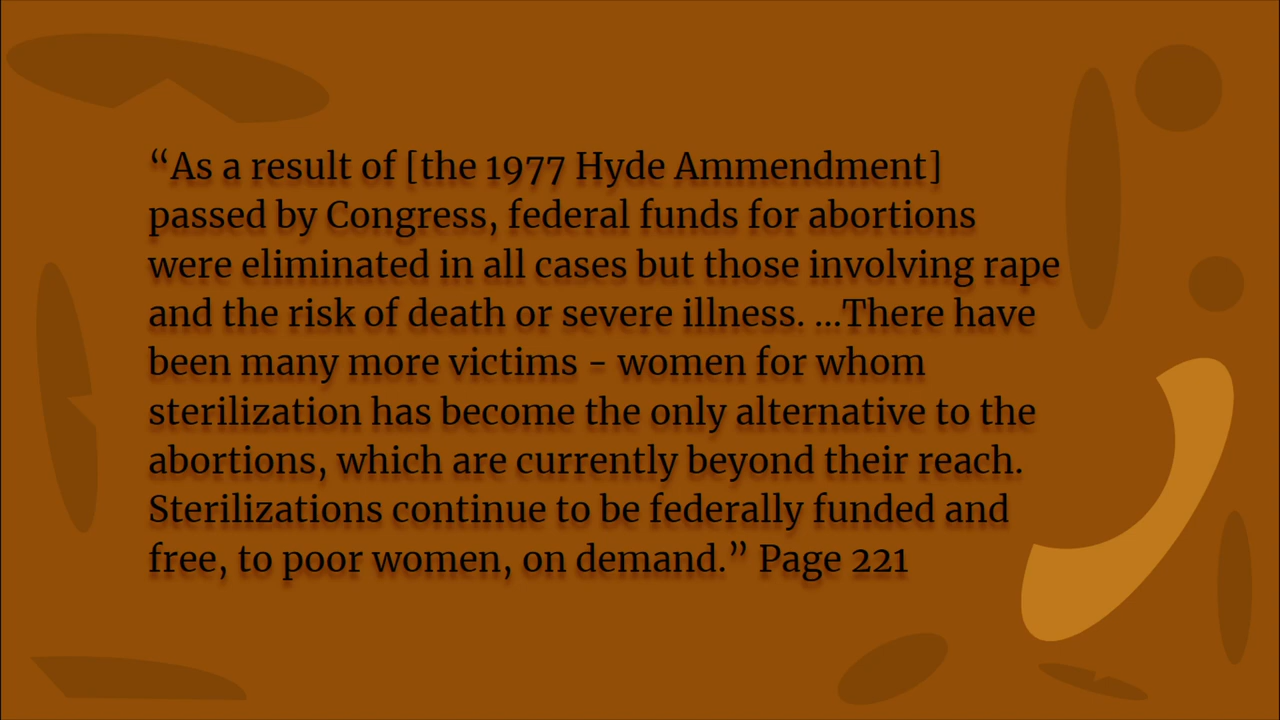 “As a result of [the 1977 Hyde Ammendment]
passed by Congress, federal funds for abortions
were eliminated in all cases but those involving rape
and the risk of death or severe illness. ...There have
been many more victims - women for whom
sterilization has become the only alternative to the
abortions, which are currently beyond their reach.
Sterilizations continue to be federally funded and
free, to poor women, on demand.” Page 221